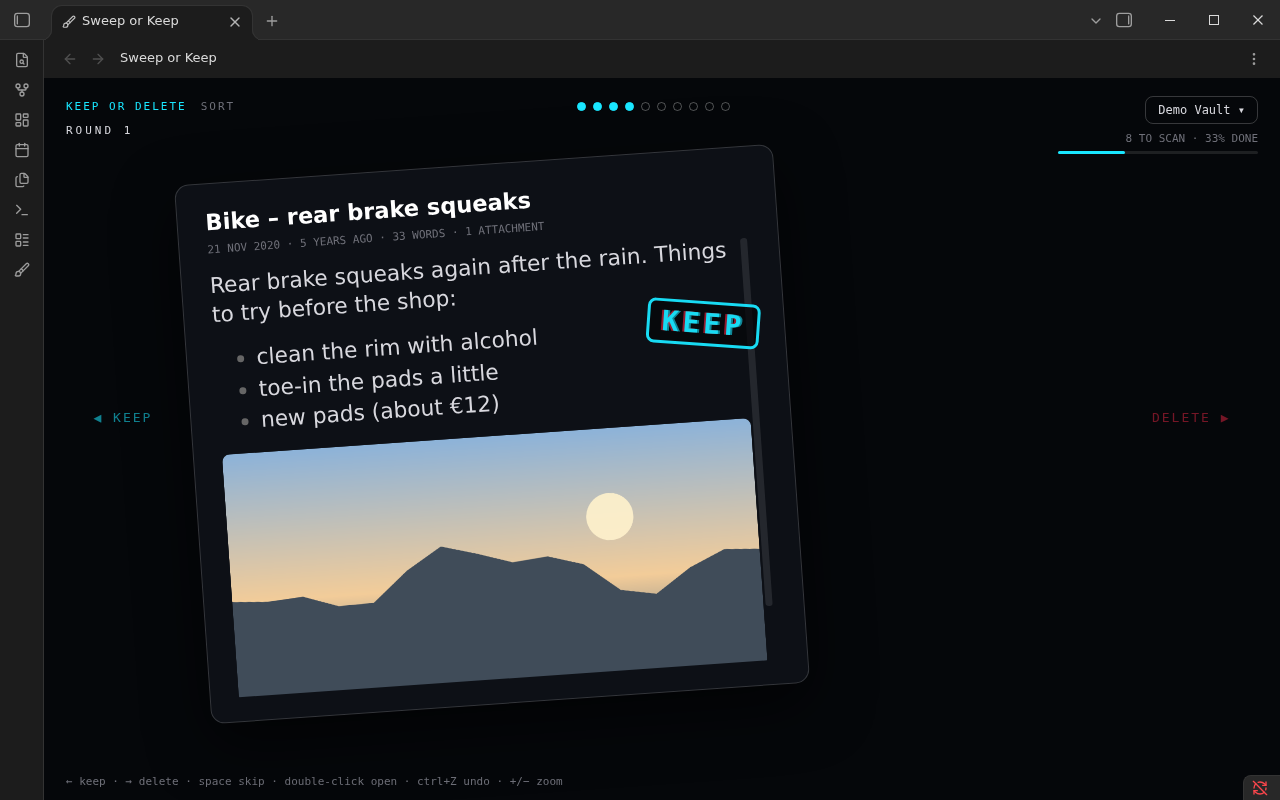 Sweep or Keep
Sweep or Keep
KEEP OR DELETE SORT
ROUND 1
Demo Vault ▾
8 TO SCAN · 33% DONE
Bike – rear brake squeaks
21 NOV 2020 · 5 YEARS AGO · 33 WORDS · 1 ATTACHMENT
Rear brake squeaks again after the rain. Things
to try before the shop:
KEEP
• clean the rim with alcohol
• toe-in the pads a little
• new pads (about €12)
◀ KEEP
DELETE ▶
← keep · → delete · space skip · double-click open · ctrl+Z undo · +/− zoom